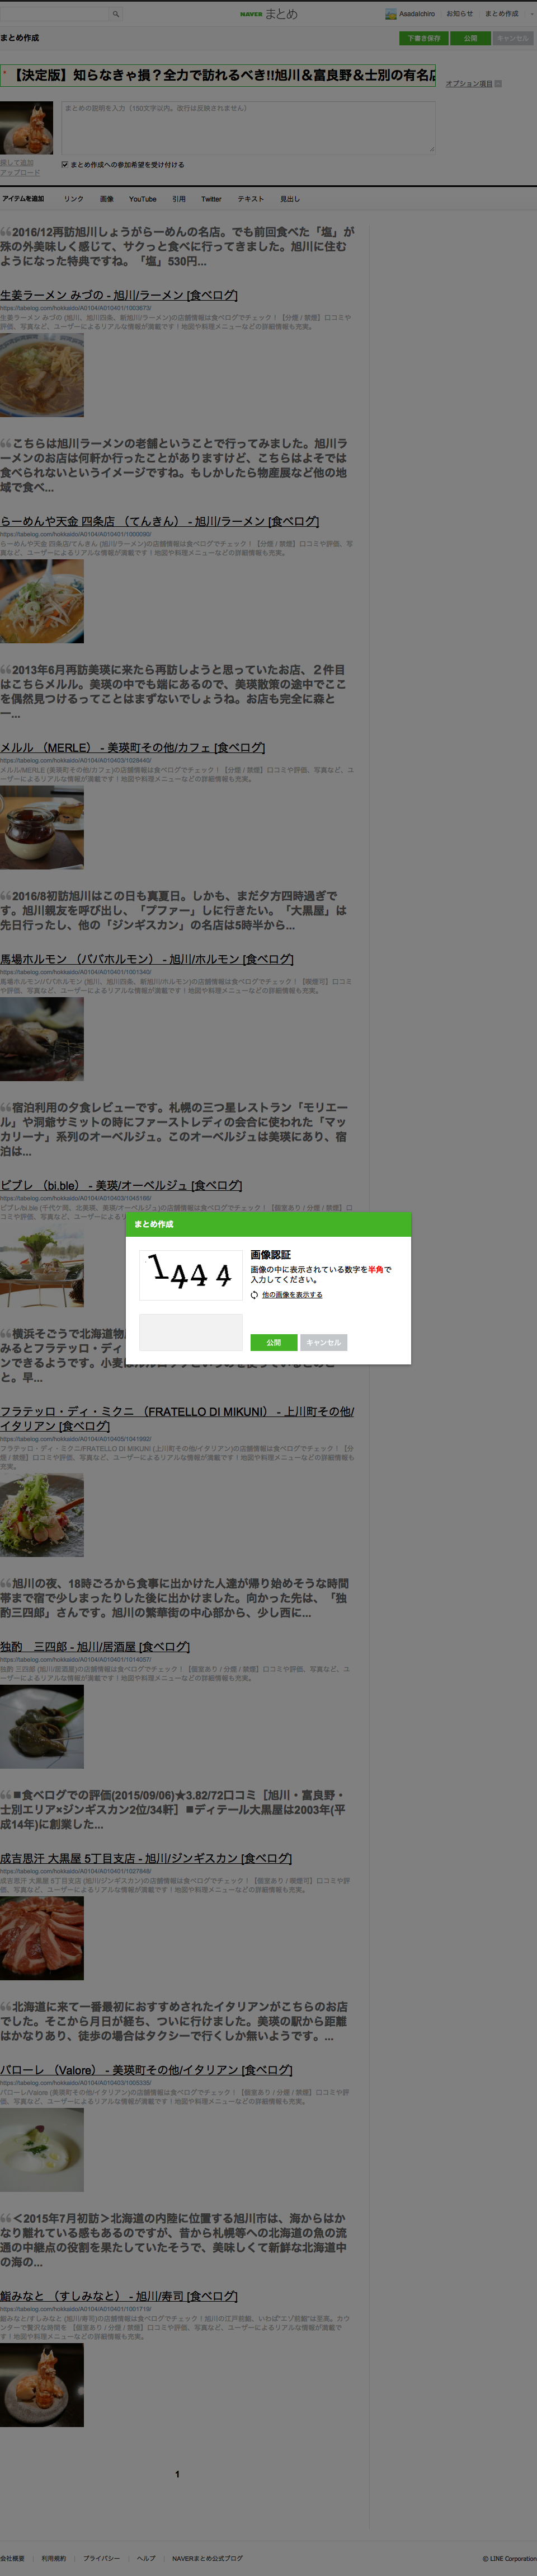 NAVER まとめ
AsadaIchiro お知らせ まとめ作成
まとめ作成
下書き保存 公開 キャンセル
* 【決定版】知らなきゃ損？全力で訪れるべき!!旭川＆富良野＆士別の有名店
オプション項目
まとめの説明を入力（150文字以内。改行は反映されません）
探して追加
アップロード
まとめ作成への参加希望を受け付ける
アイテムを追加 リンク 画像 YouTube 引用 Twitter テキスト 見出し
2016/12再訪旭川しょうがらーめんの名店。でも前回食べた「塩」が
殊の外美味しく感じて、サクっと食べに行ってきました。旭川に住む
ようになった特典ですね。「塩」530円...
生姜ラーメン みづの - 旭川/ラーメン [食べログ]
https://tabelog.com/hokkaido/A0104/A010401/1003673/
生姜ラーメン みづの (旭川、旭川四条、新旭川/ラーメン)の店舗情報は食べログでチェック！【分煙 / 禁煙】口コミや
評価、写真など、ユーザーによるリアルな情報が満載です！地図や料理メニューなどの詳細情報も充実。
こちらは旭川ラーメンの老舗ということで行ってみました。旭川ラ
ーメンのお店は何軒か行ったことがありますけど、こちらはよそでは
食べられないというイメージですね。もしかしたら物産展など他の地
域で食べ...
らーめんや天金 四条店 （てんきん） - 旭川/ラーメン [食べログ]
らーめんや天金 四条店/てんきん (旭川/ラーメン)の店舗情報は食べログでチェック！【分煙 / 禁煙】口コミや評価、写
真など、ユーザーによるリアルな情報が満載です！地図や料理メニューなどの詳細情報も充実。
2013年6月再訪美瑛に来たら再訪しようと思っていたお店、２件目
はこちらメルル。美瑛の中でも端にあるので、美瑛散策の途中でここ
を偶然見つけるってことはまずないでしょうね。お店も完全に森と
一...
メルル （MERLE） - 美瑛町その他/カフェ [食べログ]
https://tabelog.com/hokkaido/A0104/A010403/1028440/
メルル/MERLE (美瑛町その他/カフェ)の店舗情報は食べログでチェック！【分煙 / 禁煙】口コミや評価、写真など、ユ
ーザーによるリアルな情報が満載です！地図や料理メニューなどの詳細情報も充実。
2016/8初訪旭川はこの日も真夏日。しかも、まだ夕方四時過ぎで
す。旭川親友を呼び出し、「プファー」しに行きたい。「大黒屋」は
先日行ったし、他の「ジンギスカン」の名店は5時半から...
馬場ホルモン （ババホルモン） - 旭川/ホルモン [食べログ]
https://tabelog.com/hokkaido/A0104/A010401/1001340/
馬場ホルモン/ババホルモン (旭川、旭川四条、新旭川/ホルモン)の店舗情報は食べログでチェック！【喫煙可】口コミ
や評価、写真など、ユーザーによるリアルな情報が満載です！地図や料理メニューなどの詳細情報も充実。
宿泊利用の夕食レビューです。札幌の三つ星レストラン「モリエー
ル」や洞爺サミットの時にファーストレディの会合に使われた「マッ
カリーナ」系列のオーベルジュ。このオーベルジュは美瑛にあり、宿
泊は...
ビブレ （bi.ble） - 美瑛/オーベルジュ [食べログ]
ビブレ/bi.ble (千代ケ岡、北美瑛、美瑛/オーベルジュ)の店舗情報は食べログでチェック！【個室あり / 分煙 / 禁煙】口
コミや評価、写真など、ユーザーによるリ
まとめ作成
1444
画像認証
画像の中に表示されている数字を半角で
入力してください。
他の画像を表示する
公開 キャンセル
横浜そごうで北海道物
みるとフラテッロ・ディ
ンできるようです。
と。早...
フラテッロ・ディ・ミクニ （FRATELLO DI MIKUNI） - 上川町その他/
イタリアン [食べログ]
https://tabelog.com/hokkaido/A0104/A010405/1041892/
フラテッロ・ディ・ミクニ/FRATELLO DI MIKUNI (上川町その他/イタリアン)の店舗情報は食べログでチェック！【分
煙 / 禁煙】口コミや評価、写真など、ユーザーによるリアルな情報が満載です！地図や料理メニューなどの詳細情報も
充実。
旭川の夜、18時ごろから食事に出かけた人達が帰り始めそうな時間
帯まで宿で少しまったりした後に出かけました。向かった先は、「独
酌三四郎」さんです。旭川の繁華街の中心部から、少し西に...
独酌　三四郎 - 旭川/居酒屋 [食べログ]
https://tabelog.com/hokkaido/A0104/A010401/1014057/
独酌 三四郎 (旭川/居酒屋)の店舗情報は食べログでチェック！【個室あり / 分煙 / 禁煙】口コミや評価、写真など、ユ
ーザーによるリアルな情報が満載です！地図や料理メニューなどの詳細情報も充実。
■食べログでの評価(2015/09/06)★3.82/72口コミ［旭川・富良野・
士別エリア×ジンギスカン2位/34軒］■ディテール大黒屋は2003年(平
成14年)に創業した...
成吉思汗 大黒屋 5丁目支店 - 旭川/ジンギスカン [食べログ]
https://tabelog.com/hokkaido/A0104/A010401/1027848/
成吉思汗 大黒屋 5丁目支店 (旭川/ジンギスカン)の店舗情報は食べログでチェック！【個室あり / 喫煙可】口コミや評
価、写真など、ユーザーによるリアルな情報が満載です！地図や料理メニューなどの詳細情報も充実。
北海道に来て一番最初におすすめされたイタリアンがこちらのお店
でした。そこから月日が経ち、ついに行けました。美瑛の駅から距離
はかなりあり、徒歩の場合はタクシーで行くしか無いようです。...
バローレ （Valore） - 美瑛町その他/イタリアン [食べログ]
https://tabelog.com/hokkaido/A0104/A010403/1005335/
バローレ/Valore (美瑛町その他/イタリアン)の店舗情報は食べログでチェック！【個室あり / 分煙 / 禁煙】口コミや評
価、写真など、ユーザーによるリアルな情報が満載です！地図や料理メニューなどの詳細情報も充実。
＜2015年7月初訪＞北海道の内陸に位置する旭川市は、海からはか
なり離れている感もあるのですが、昔から札幌等への北海道の魚の流
通の中継点の役割を果たしていたそうで、美味しくて新鮮な北海道中
の海の...
鮨みなと （すしみなと） - 旭川/寿司 [食べログ]
https://tabelog.com/hokkaido/A0104/A010401/1001719/
鮨みなと/すしみなと (旭川/寿司)の店舗情報は食べログでチェック！旭川の江戸前鮨、いわば"エゾ前鮨"は至高。カウ
ンターで贅沢な時間を 【個室あり / 分煙 / 禁煙】口コミや評価、写真など、ユーザーによるリアルな情報が満載で
す！地図や料理メニューなどの詳細情報も充実。
1
会社概要 利用規約 プライバシー ヘルプ NAVERまとめ公式ブログ
© LINE Corporation